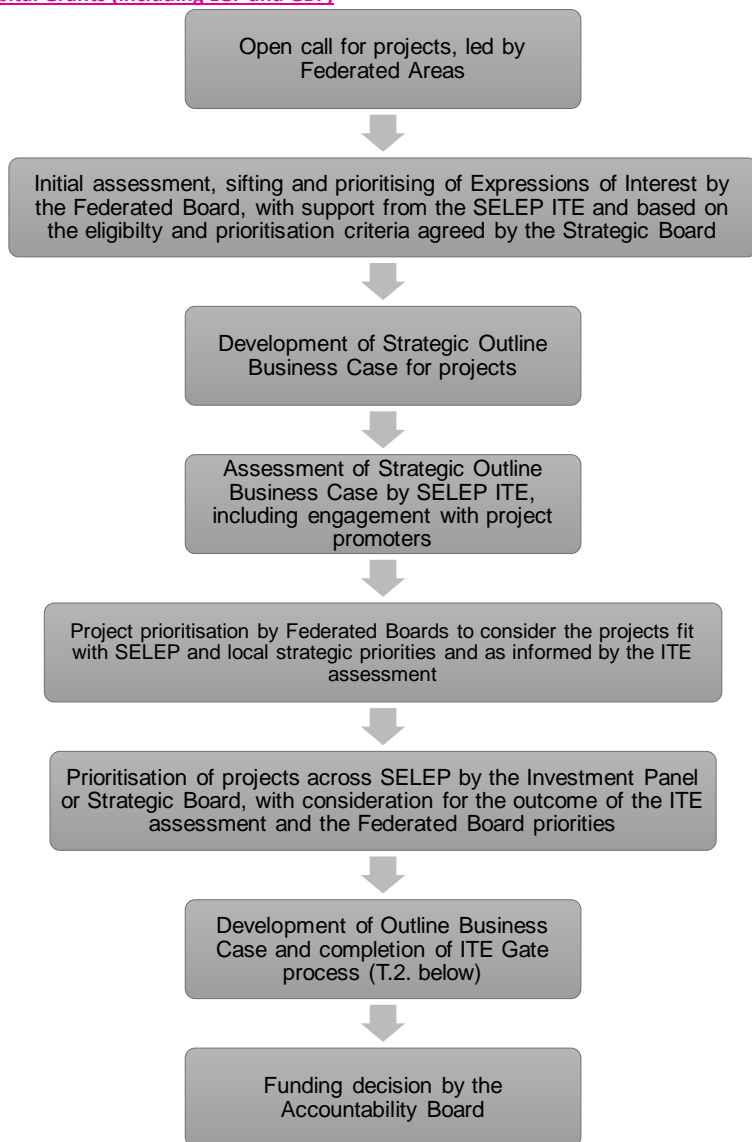 Capital Grants (including LGF and GBF)
Open call for projects, led by
Federated Areas
Initial assessment, sifting and prioritising of Expressions of Interest by
the Federated Board, with support from the SELEP ITE and based on
the eligibilty and prioritisation criteria agreed by the Strategic Board
Development of Strategic Outline
Business Case for projects
Assessment of Strategic Outline
Business Case by SELEP ITE,
including engagement with project
promoters
Project prioritisation by Federated Boards to consider the projects fit
with SELEP and local strategic priorities and as informed by the ITE
assessment
Prioritisation of projects across SELEP by the Investment Panel
or Strategic Board, with consideration for the outcome of the ITE
assessment and the Federated Board priorities
Development of Outline Business
Case and completion of ITE Gate
process (T.2. below)
Funding decision by the
Accountability Board